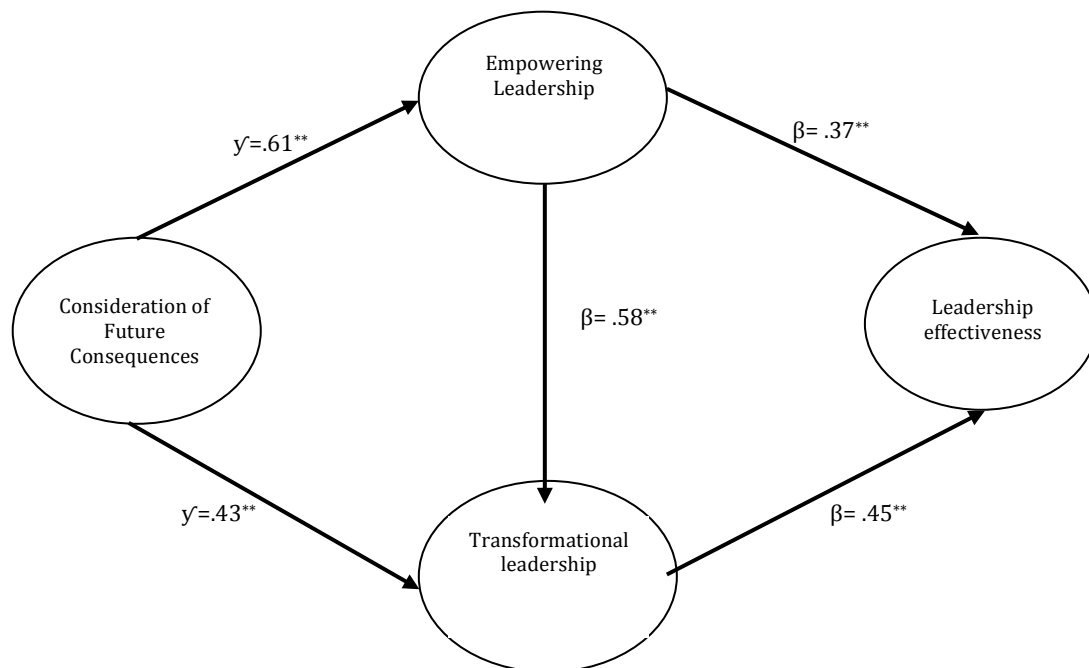 Empowering
Leadership
ƴ=.61**
β= .37**
Consideration of
Future
Consequences
β= .58**
Leadership
effectiveness
ƴ=.43**
β= .45**
Transformational
leadership